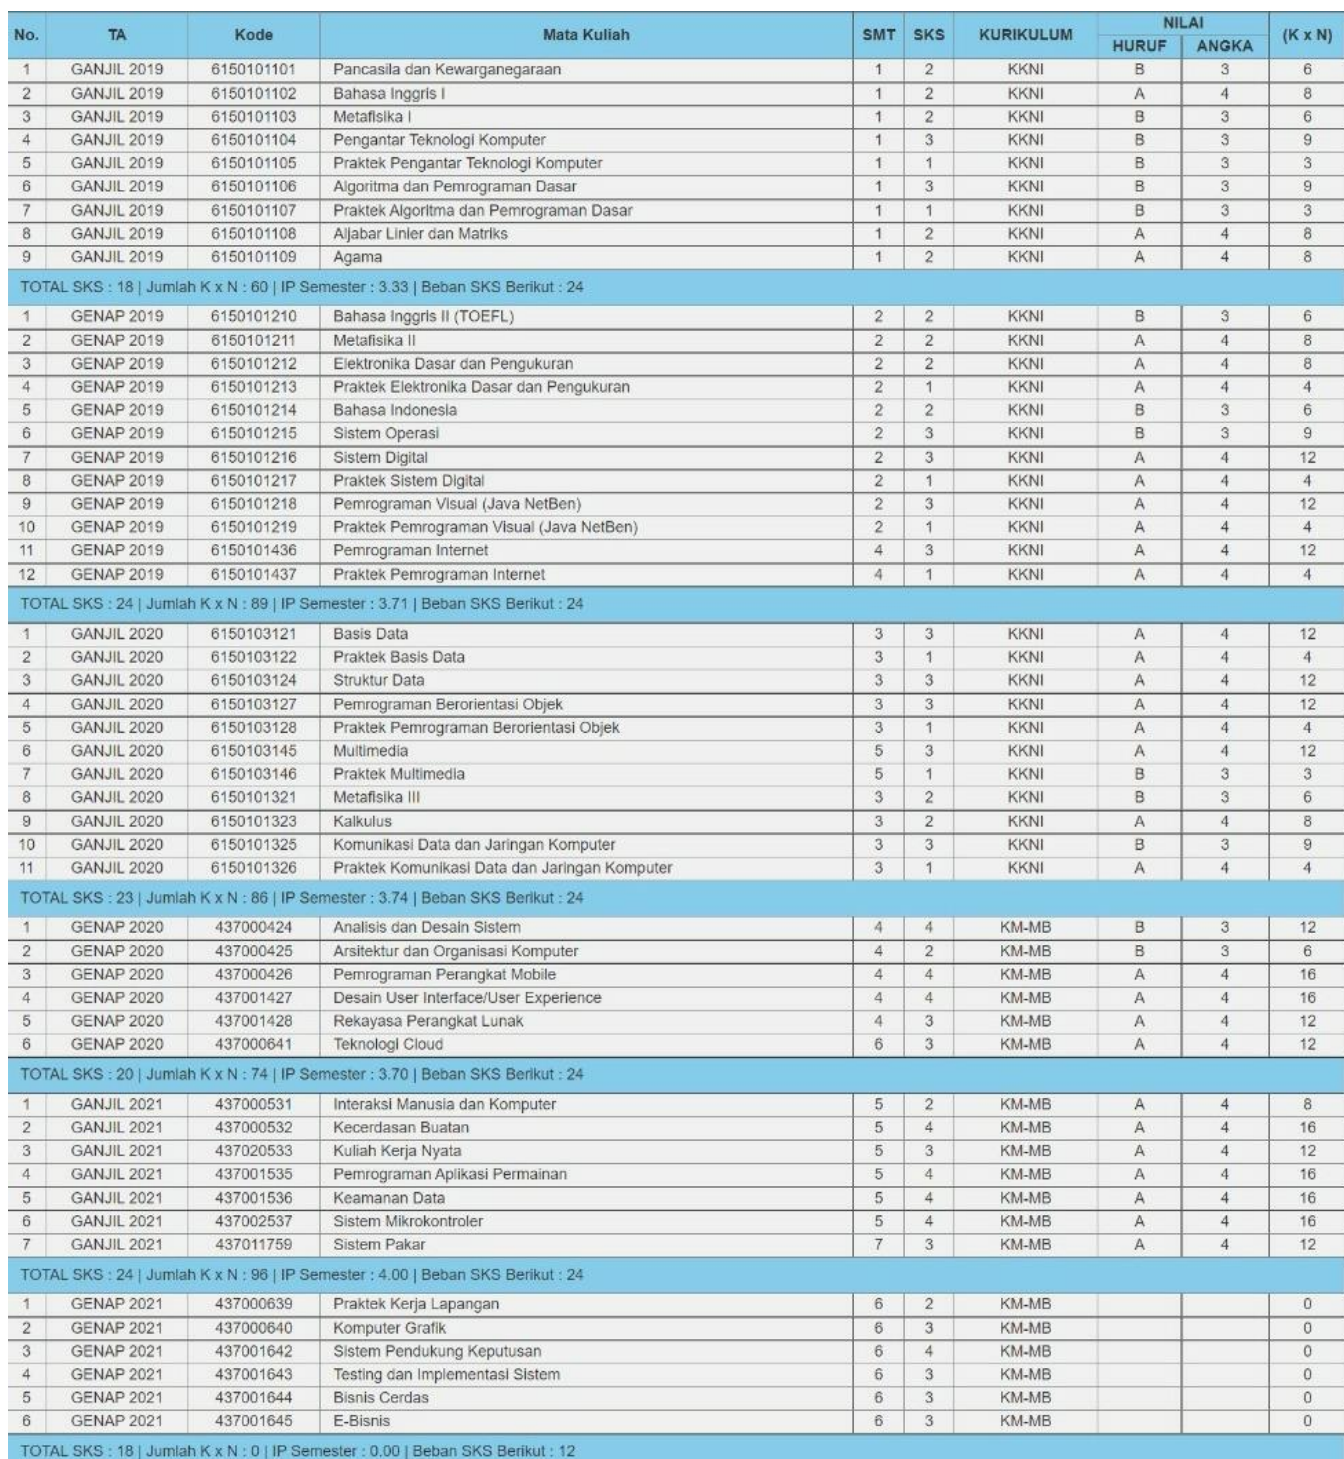 No. TA Kode Mata Kuliah SMT SKS KURIKULUM NILAI (K x N)
HURUF ANGKA
1 GANJIL 2019 6150101101 Pancasila dan Kewarganegaraan 1 2 KKNI B 3 6
2 GANJIL 2019 6150101102 Bahasa Inggris I 1 2 KKNI A 4 8
3 GANJIL 2019 6150101103 Metafisika I 1 2 KKNI B 3 6
4 GANJIL 2019 6150101104 Pengantar Teknologi Komputer 1 3 KKNI B 3 9
5 GANJIL 2019 6150101105 Praktek Pengantar Teknologi Komputer 1 1 KKNI B 3 3
6 GANJIL 2019 6150101106 Algoritma dan Pemrograman Dasar 1 3 KKNI B 3 9
7 GANJIL 2019 6150101107 Praktek Algoritma dan Pemrograman Dasar 1 1 KKNI B 3 3
8 GANJIL 2019 6150101108 Aljabar Linier dan Matriks 1 2 KKNI A 4 8
9 GANJIL 2019 6150101109 Agama 1 2 KKNI A 4 8
TOTAL SKS : 18 | Jumlah K x N : 60 | IP Semester : 3.33 | Beban SKS Berikut : 24
1 GENAP 2019 6150101210 Bahasa Inggris II (TOEFL) 2 2 KKNI B 3 6
2 GENAP 2019 6150101211 Metafisika II 2 2 KKNI A 4 8
3 GENAP 2019 6150101212 Elektronika Dasar dan Pengukuran 2 2 KKNI A 4 8
4 GENAP 2019 6150101213 Praktek Elektronika Dasar dan Pengukuran 2 1 KKNI A 4 4
5 GENAP 2019 6150101214 Bahasa Indonesia 2 2 KKNI B 3 6
6 GENAP 2019 6150101215 Sistem Operasi 2 3 KKNI B 3 9
7 GENAP 2019 6150101216 Sistem Digital 2 3 KKNI A 4 12
8 GENAP 2019 6150101217 Praktek Sistem Digital 2 1 KKNI A 4 4
9 GENAP 2019 6150101218 Pemrograman Visual (Java NetBen) 2 3 KKNI A 4 12
10 GENAP 2019 6150101219 Praktek Pemrograman Visual (Java NetBen) 2 1 KKNI A 4 4
11 GENAP 2019 6150101436 Pemrograman Internet 4 3 KKNI A 4 12
12 GENAP 2019 6150101437 Praktek Pemrograman Internet 4 1 KKNI A 4 4
TOTAL SKS : 24 | Jumlah K x N : 89 | IP Semester : 3.71 | Beban SKS Berikut : 24
1 GANJIL 2020 6150103121 Basis Data 3 3 KKNI A 4 12
2 GANJIL 2020 6150103122 Praktek Basis Data 3 1 KKNI A 4 4
3 GANJIL 2020 6150103124 Struktur Data 3 3 KKNI A 4 12
4 GANJIL 2020 6150103127 Pemrograman Berorientasi Objek 3 3 KKNI A 4 12
5 GANJIL 2020 6150103128 Praktek Pemrograman Berorientasi Objek 3 1 KKNI A 4 4
6 GANJIL 2020 6150103145 Multimedia 5 3 KKNI A 4 12
7 GANJIL 2020 6150103146 Praktek Multimedia 5 1 KKNI B 3 3
8 GANJIL 2020 6150101321 Metafisika III 3 2 KKNI B 3 6
9 GANJIL 2020 6150101323 Kalkulus 3 2 KKNI A 4 8
10 GANJIL 2020 6150101325 Komunikasi Data dan Jaringan Komputer 3 3 KKNI B 3 9
11 GANJIL 2020 6150101326 Praktek Komunikasi Data dan Jaringan Komputer 3 1 KKNI A 4 4
TOTAL SKS : 23 | Jumlah K x N : 86 | IP Semester : 3.74 | Beban SKS Berikut : 24
1 GENAP 2020 437000424 Analisis dan Desain Sistem 4 4 KM-MB B 3 12
2 GENAP 2020 437000425 Arsitektur dan Organisasi Komputer 4 2 KM-MB B 3 6
3 GENAP 2020 437000426 Pemrograman Perangkat Mobile 4 4 KM-MB A 4 16
4 GENAP 2020 437001427 Desain User Interface/User Experience 4 4 KM-MB A 4 16
5 GENAP 2020 437001428 Rekayasa Perangkat Lunak 4 3 KM-MB A 4 12
6 GENAP 2020 437000641 Teknologi Cloud 6 3 KM-MB A 4 12
TOTAL SKS : 20 | Jumlah K x N : 74 | IP Semester : 3.70 | Beban SKS Berikut : 24
1 GANJIL 2021 437000531 Interaksi Manusia dan Komputer 5 2 KM-MB A 4 8
2 GANJIL 2021 437000532 Kecerdasan Buatan 5 4 KM-MB A 4 16
3 GANJIL 2021 437020533 Kuliah Kerja Nyata 5 3 KM-MB A 4 12
4 GANJIL 2021 437001535 Pemrograman Aplikasi Permainan 5 4 KM-MB A 4 16
5 GANJIL 2021 437001536 Keamanan Data 5 4 KM-MB A 4 16
6 GANJIL 2021 437002537 Sistem Mikrokontroler 5 4 KM-MB A 4 16
7 GANJIL 2021 437011759 Sistem Pakar 7 3 KM-MB A 4 12
TOTAL SKS : 24 | Jumlah K x N : 96 | IP Semester : 4.00 | Beban SKS Berikut : 24
1 GENAP 2021 437000639 Praktek Kerja Lapangan 6 2 KM-MB 0
2 GENAP 2021 437000640 Komputer Grafik 6 3 KM-MB 0
3 GENAP 2021 437001642 Sistem Pendukung Keputusan 6 4 KM-MB 0
4 GENAP 2021 437001643 Testing dan Implementasi Sistem 6 3 KM-MB 0
5 GENAP 2021 437001644 Bisnis Cerdas 6 3 KM-MB 0
6 GENAP 2021 437001645 E-Bisnis 6 3 KM-MB 0
TOTAL SKS : 18 | Jumlah K x N : 0 | IP Semester : 0.00 | Beban SKS Berikut : 12